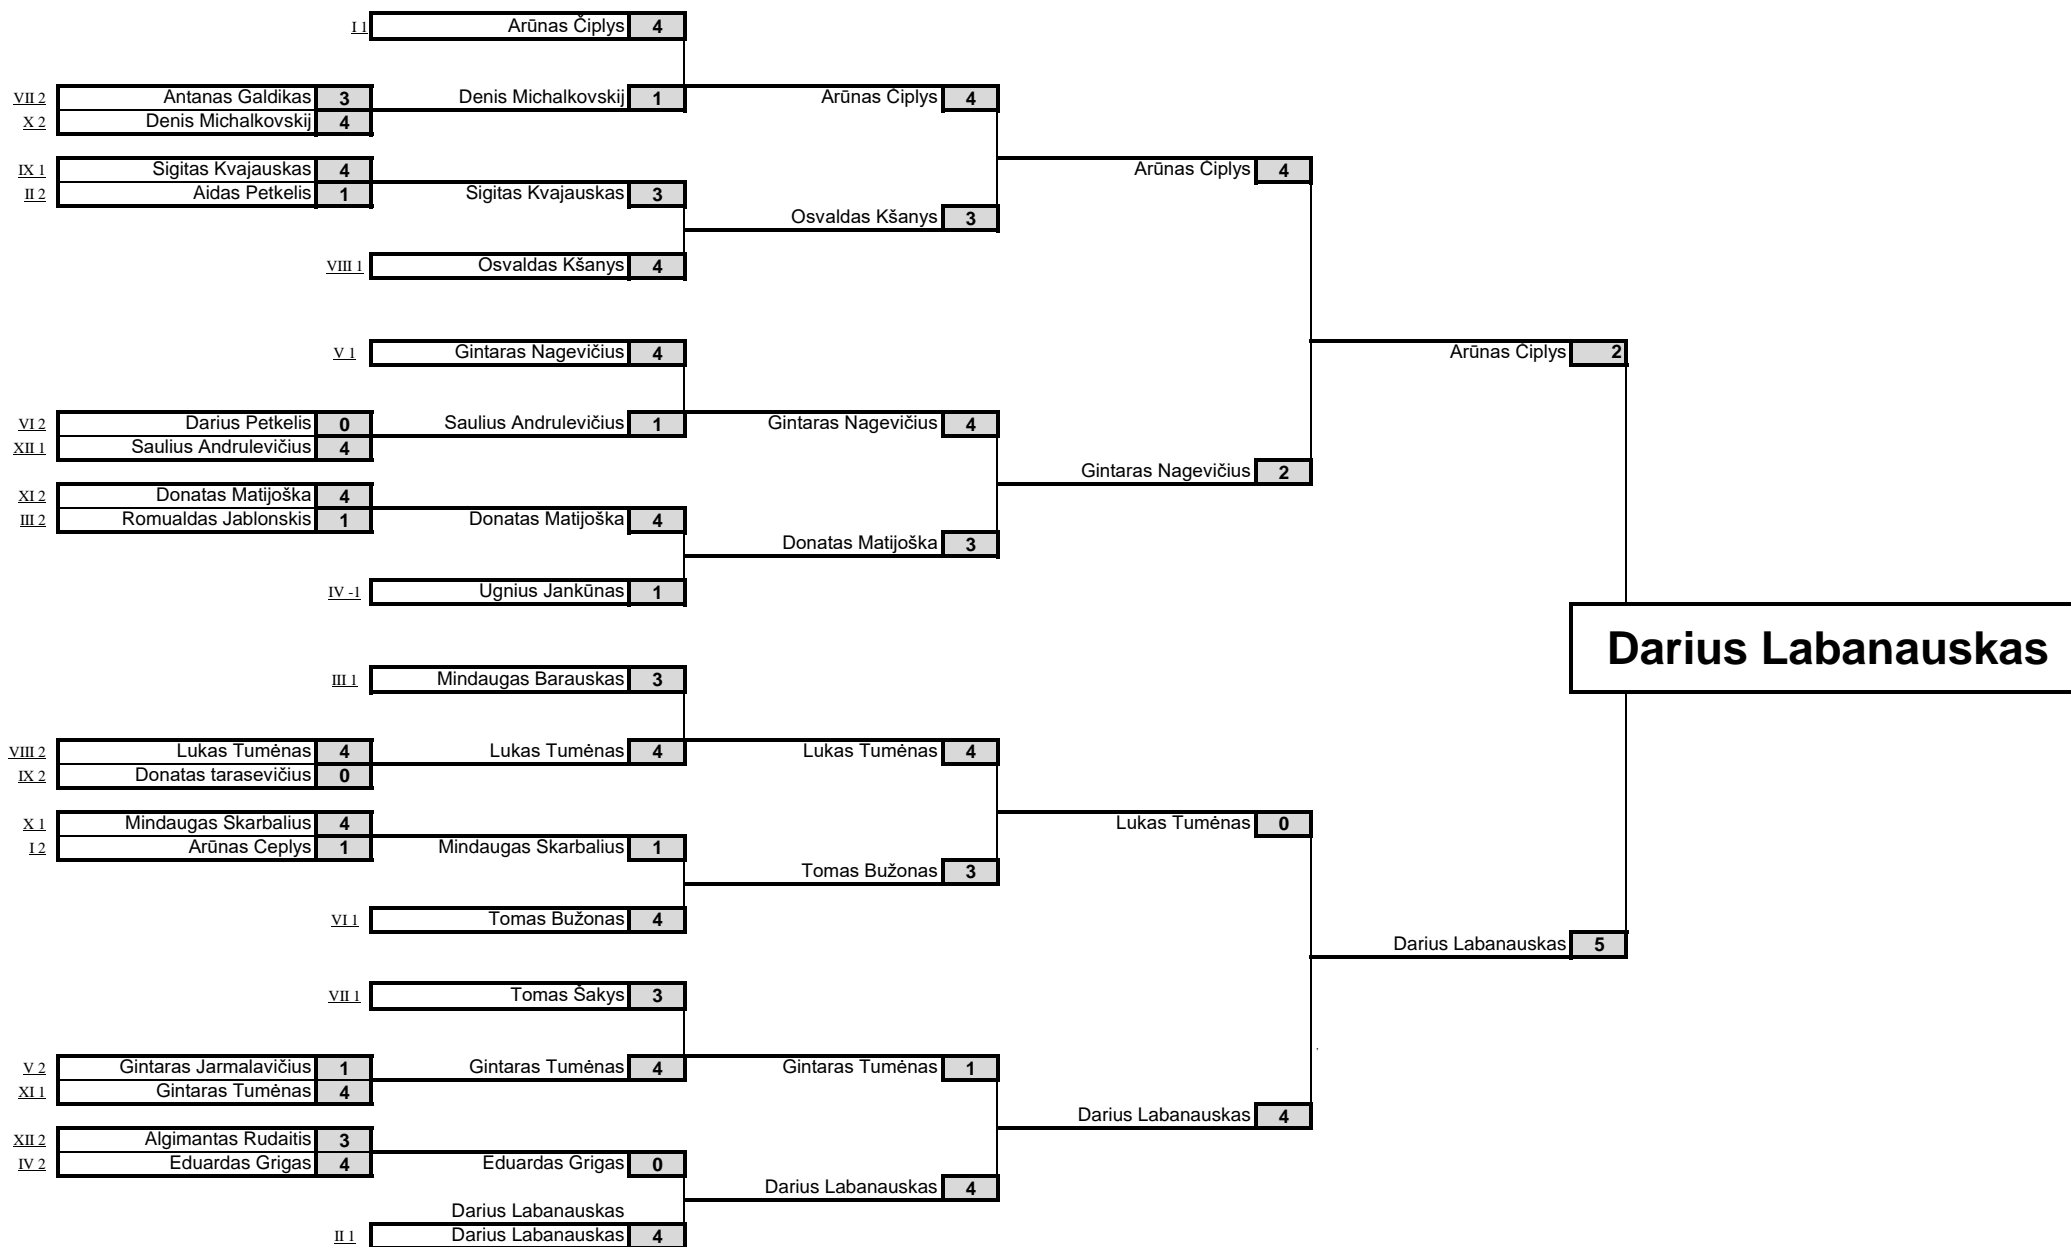 I 1 Arūnas Čiplys 4
VII 2 Antanas Galdikas 3 Denis Michalkovskij 1 Arūnas Čiplys 4
X 2 Denis Michalkovskij 4
IX 1 Sigitas Kvajauskas 4 Arūnas Čiplys 4
II 2 Aidas Petkelis 1 Sigitas Kvajauskas 3
Osvaldas Kšanys 3
VIII 1 Osvaldas Kšanys 4
V 1 Gintaras Nagevičius 4 Arūnas Čiplys 2
VI 2 Darius Petkelis 0 Saulius Andrulevičius 1 Gintaras Nagevičius 4
XII 1 Saulius Andrulevičius 4
Gintaras Nagevičius 2
XI 2 Donatas Matijoška 4
III 2 Romualdas Jablonskis 1 Donatas Matijoška 4
Donatas Matijoška 3
IV -1 Ugnius Jankūnas 1
Darius Labanauskas
III 1 Mindaugas Barauskas 3
VIII 2 Lukas Tumėnas 4 Lukas Tumėnas 4 Lukas Tumėnas 4
IX 2 Donatas tarasevičius 0
X 1 Mindaugas Skarbalius 4 Lukas Tumėnas 0
I 2 Arūnas Ceplys 1 Mindaugas Skarbalius 1
Tomas Bužonas 3
VI 1 Tomas Bužonas 4
Darius Labanauskas 5
VII 1 Tomas Šakys 3
V 2 Gintaras Jarmalavičius 1 Gintaras Tumėnas 4 Gintaras Tumėnas 1
XI 1 Gintaras Tumėnas 4
Darius Labanauskas 4
XII 2 Algimantas Rudaitis 3
IV 2 Eduardas Grigas 4 Eduardas Grigas 0
Darius Labanauskas 4
Darius Labanauskas
II 1 Darius Labanauskas 4